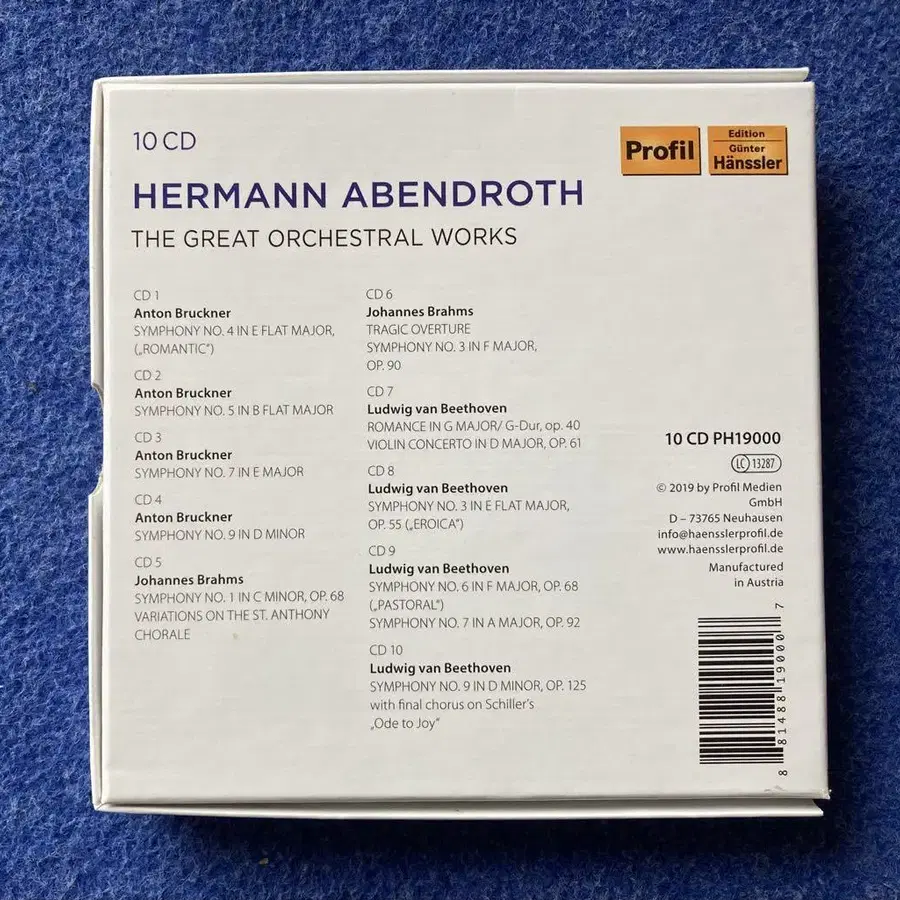 10 CD
Profil
Edition
Günter
Hänssler
HERMANN ABENDROTH
THE GREAT ORCHESTRAL WORKS
CD 1
Anton Bruckner
SYMPHONY NO. 4 IN E FLAT MAJOR,
(„ROMANTIC“)
CD 2
Anton Bruckner
SYMPHONY NO. 5 IN B FLAT MAJOR
CD 3
Anton Bruckner
SYMPHONY NO. 7 IN E MAJOR
CD 4
Anton Bruckner
SYMPHONY NO. 9 IN D MINOR
CD 5
Johannes Brahms
SYMPHONY NO. 1 IN C MINOR, OP. 68
VARIATIONS ON THE ST. ANTHONY
CHORALE
CD 6
Johannes Brahms
TRAGIC OVERTURE
SYMPHONY NO. 3 IN F MAJOR,
OP. 90
CD 7
Ludwig van Beethoven
ROMANCE IN G MAJOR/ G-Dur, op. 40
VIOLIN CONCERTO IN D MAJOR, OP. 61
CD 8
Ludwig van Beethoven
SYMPHONY NO. 3 IN E FLAT MAJOR,
OP. 55 („EROICA“)
CD 9
Ludwig van Beethoven
SYMPHONY NO. 6 IN F MAJOR, OP. 68
(„PASTORAL“)
SYMPHONY NO. 7 IN A MAJOR, OP. 92
CD 10
Ludwig van Beethoven
SYMPHONY NO. 9 IN D MINOR, OP. 125
with final chorus on Schiller's
„Ode to Joy“
10 CD PH19000
LC 13287
© 2019 by Profil Medien
GmbH
D – 73765 Neuhausen
info@haensslerprofil.de
www.haensslerprofil.de
Manufactured
in Austria
8 81488 19000 7